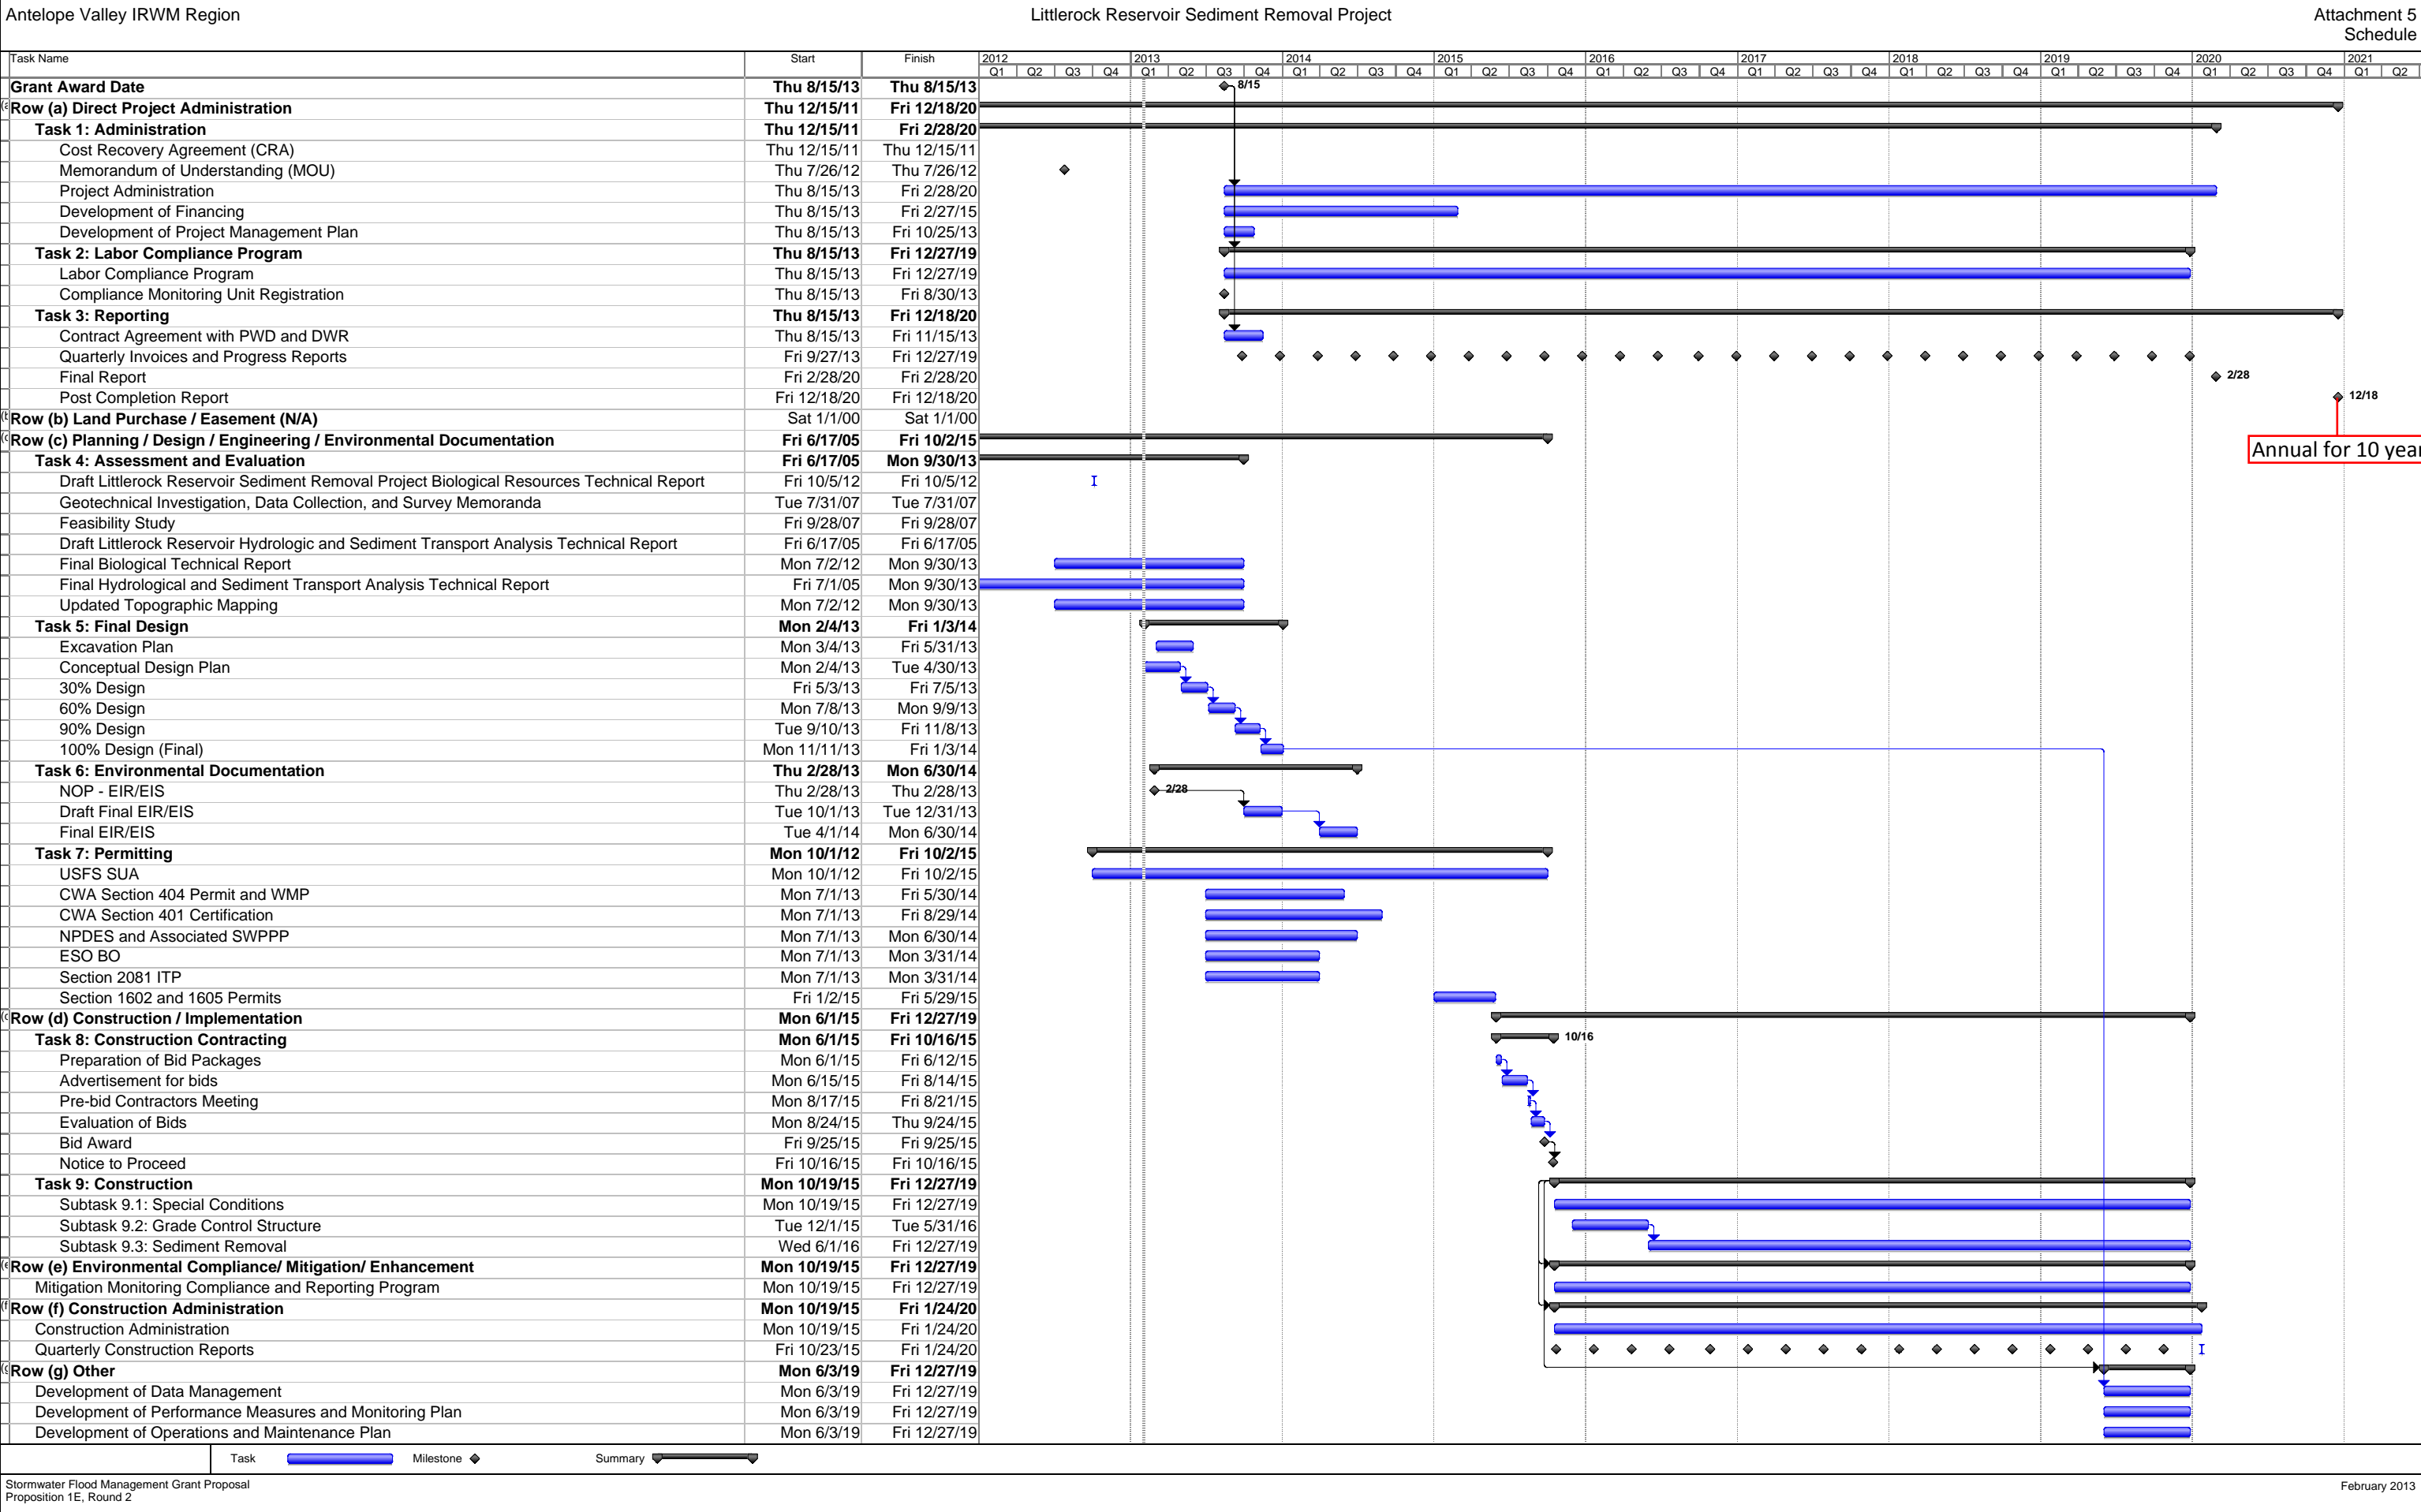 Antelope Valley IRWM Region Littlerock Reservoir Sediment Removal Project Attachment 5
Schedule
Task Name Start Finish 2012 2013 2014 2015 2016 2017 2018 2019 2020 2021
Q1 Q2 Q3 Q4 Q1 Q2 Q3 Q4 Q1 Q2 Q3 Q4 Q1 Q2 Q3 Q4 Q1 Q2 Q3 Q4 Q1 Q2 Q3 Q4 Q1 Q2 Q3 Q4 Q1 Q2 Q3 Q4 Q1 Q2 Q3 Q4 Q1 Q2
Grant Award Date Thu 8/15/13 Thu 8/15/13 8/15
Row (a) Direct Project Administration Thu 12/15/11 Fri 12/18/20
Task 1: Administration Thu 12/15/11 Fri 2/28/20
Cost Recovery Agreement (CRA) Thu 12/15/11 Thu 12/15/11
Memorandum of Understanding (MOU) Thu 7/26/12 Thu 7/26/12
Project Administration Thu 8/15/13 Fri 2/28/20
Development of Financing Thu 8/15/13 Fri 2/27/15
Development of Project Management Plan Thu 8/15/13 Fri 10/25/13
Task 2: Labor Compliance Program Thu 8/15/13 Fri 12/27/19
Labor Compliance Program Thu 8/15/13 Fri 12/27/19
Compliance Monitoring Unit Registration Thu 8/15/13 Fri 8/30/13
Task 3: Reporting Thu 8/15/13 Fri 12/18/20
Contract Agreement with PWD and DWR Thu 8/15/13 Fri 11/15/13
Quarterly Invoices and Progress Reports Fri 9/27/13 Fri 12/27/19
Final Report Fri 2/28/20 Fri 2/28/20 2/28
Post Completion Report Fri 12/18/20 Fri 12/18/20 12/18
Row (b) Land Purchase / Easement (N/A) Sat 1/1/00 Sat 1/1/00
Row (c) Planning / Design / Engineering / Environmental Documentation Fri 6/17/05 Fri 10/2/15
Annual for 10 year
Task 4: Assessment and Evaluation Fri 6/17/05 Mon 9/30/13
Draft Littlerock Reservoir Sediment Removal Project Biological Resources Technical Report Fri 10/5/12 Fri 10/5/12
Geotechnical Investigation, Data Collection, and Survey Memoranda Tue 7/31/07 Tue 7/31/07
Feasibility Study Fri 9/28/07 Fri 9/28/07
Draft Littlerock Reservoir Hydrologic and Sediment Transport Analysis Technical Report Fri 6/17/05 Fri 6/17/05
Final Biological Technical Report Mon 7/2/12 Mon 9/30/13
Final Hydrological and Sediment Transport Analysis Technical Report Fri 7/1/05 Mon 9/30/13
Updated Topographic Mapping Mon 7/2/12 Mon 9/30/13
Task 5: Final Design Mon 2/4/13 Fri 1/3/14
Excavation Plan Mon 3/4/13 Fri 5/31/13
Conceptual Design Plan Mon 2/4/13 Tue 4/30/13
30% Design Fri 5/3/13 Fri 7/5/13
60% Design Mon 7/8/13 Mon 9/9/13
90% Design Tue 9/10/13 Fri 11/8/13
100% Design (Final) Mon 11/11/13 Fri 1/3/14
Task 6: Environmental Documentation Thu 2/28/13 Mon 6/30/14
NOP - EIR/EIS Thu 2/28/13 Thu 2/28/13 2/28
Draft Final EIR/EIS Tue 10/1/13 Tue 12/31/13
Final EIR/EIS Tue 4/1/14 Mon 6/30/14
Task 7: Permitting Mon 10/1/12 Fri 10/2/15
USFS SUA Mon 10/1/12 Fri 10/2/15
CWA Section 404 Permit and WMP Mon 7/1/13 Fri 5/30/14
CWA Section 401 Certification Mon 7/1/13 Fri 8/29/14
NPDES and Associated SWPPP Mon 7/1/13 Mon 6/30/14
ESO BO Mon 7/1/13 Mon 3/31/14
Section 2081 ITP Mon 7/1/13 Mon 3/31/14
Section 1602 and 1605 Permits Fri 1/2/15 Fri 5/29/15
Row (d) Construction / Implementation Mon 6/1/15 Fri 12/27/19
Task 8: Construction Contracting Mon 6/1/15 Fri 10/16/15 10/16
Preparation of Bid Packages Mon 6/1/15 Fri 6/12/15
Advertisement for bids Mon 6/15/15 Fri 8/14/15
Pre-bid Contractors Meeting Mon 8/17/15 Fri 8/21/15
Evaluation of Bids Mon 8/24/15 Thu 9/24/15
Bid Award Fri 9/25/15 Fri 9/25/15
Notice to Proceed Fri 10/16/15 Fri 10/16/15
Task 9: Construction Mon 10/19/15 Fri 12/27/19
Subtask 9.1: Special Conditions Mon 10/19/15 Fri 12/27/19
Subtask 9.2: Grade Control Structure Tue 12/1/15 Tue 5/31/16
Subtask 9.3: Sediment Removal Wed 6/1/16 Fri 12/27/19
Row (e) Environmental Compliance/ Mitigation/ Enhancement Mon 10/19/15 Fri 12/27/19
Mitigation Monitoring Compliance and Reporting Program Mon 10/19/15 Fri 12/27/19
Row (f) Construction Administration Mon 10/19/15 Fri 1/24/20
Construction Administration Mon 10/19/15 Fri 1/24/20
Quarterly Construction Reports Fri 10/23/15 Fri 1/24/20
Row (g) Other Mon 6/3/19 Fri 12/27/19
Development of Data Management Mon 6/3/19 Fri 12/27/19
Development of Performance Measures and Monitoring Plan Mon 6/3/19 Fri 12/27/19
Development of Operations and Maintenance Plan Mon 6/3/19 Fri 12/27/19
Task Milestone Summary
Stormwater Flood Management Grant Proposal February 2013
Proposition 1E, Round 2